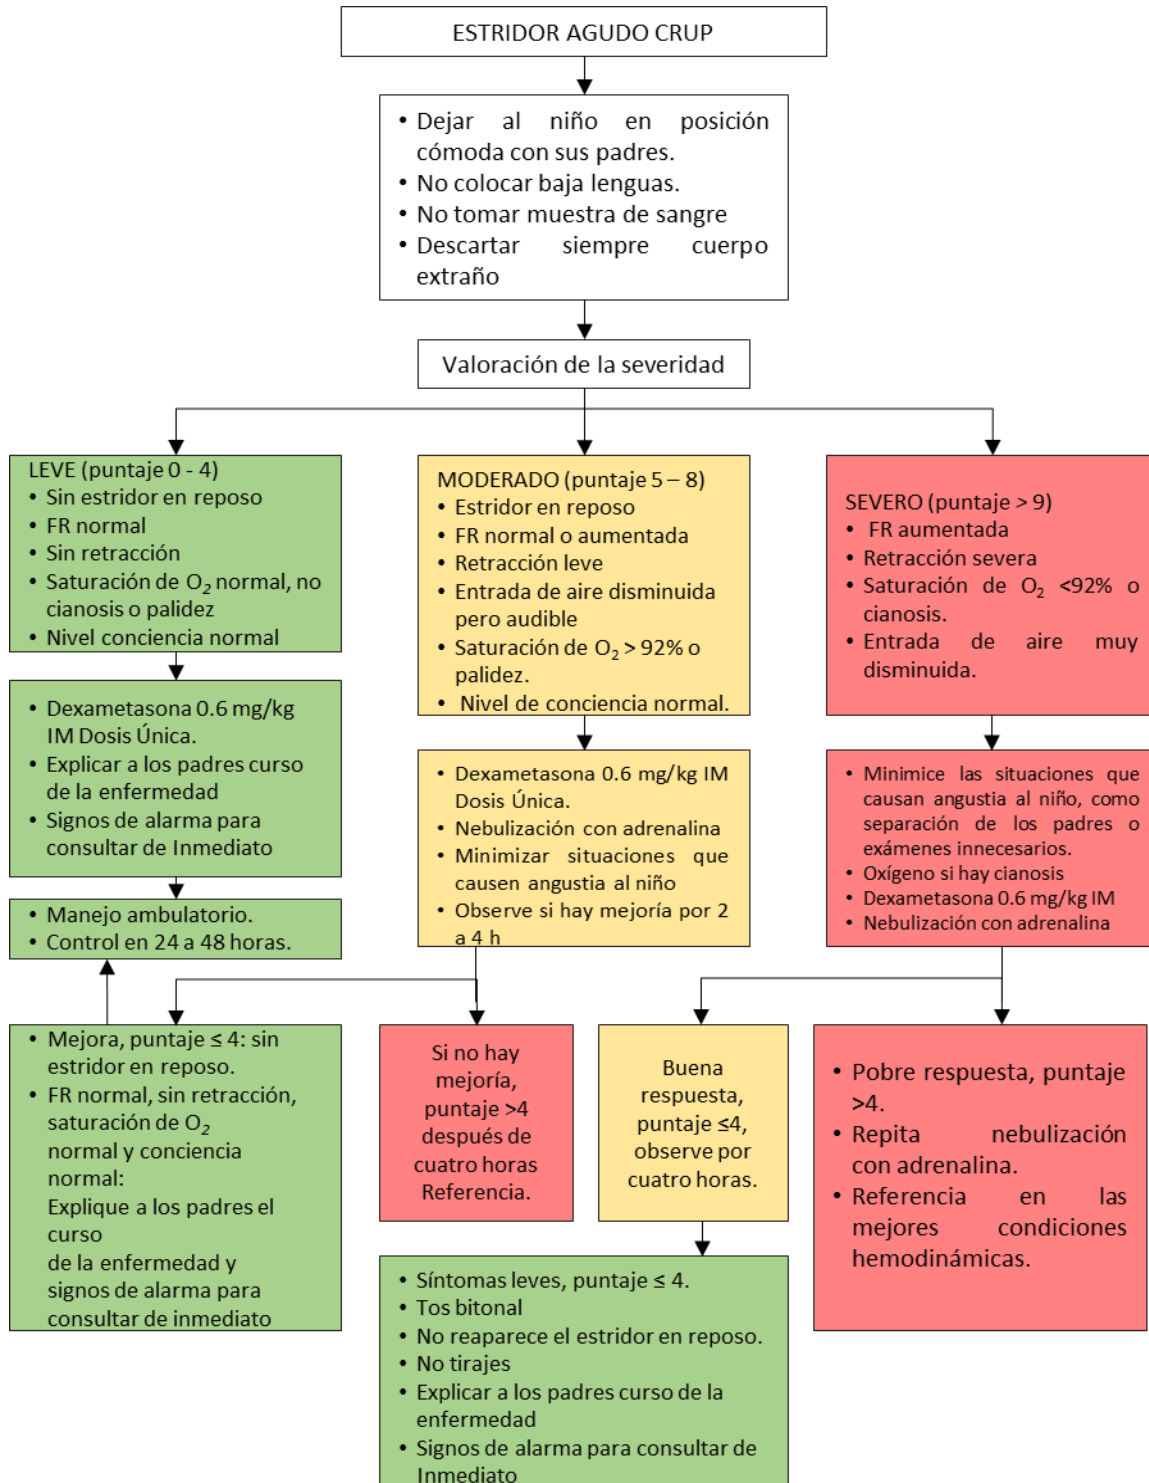 ESTRIDOR AGUDO CRUP
• Dejar al niño en posición
cómoda con sus padres.
• No colocar baja lenguas.
• No tomar muestra de sangre
• Descartar siempre cuerpo
extraño
Valoración de la severidad
LEVE (puntaje 0 - 4)
• Sin estridor en reposo
• FR normal
• Sin retracción
• Saturación de O₂ normal, no
cianosis o palidez
• Nivel conciencia normal
MODERADO (puntaje 5 – 8)
• Estridor en reposo
• FR normal o aumentada
• Retracción leve
• Entrada de aire disminuida
pero audible
• Saturación de O₂ > 92% o
palidez.
• Nivel de conciencia normal.
SEVERO (puntaje > 9)
• FR aumentada
• Retracción severa
• Saturación de O₂ <92% o
cianosis.
• Entrada de aire muy
disminuida.
• Dexametasona 0.6 mg/kg
IM Dosis Única.
• Explicar a los padres curso
de la enfermedad
• Signos de alarma para
consultar de Inmediato
• Dexametasona 0.6 mg/kg IM
Dosis Única.
• Nebulización con adrenalina
• Minimizar situaciones que
causen angustia al niño
• Observe si hay mejoría por 2
a 4 h
• Minimice las situaciones que
causan angustia al niño, como
separación de los padres o
exámenes innecesarios.
• Oxígeno si hay cianosis
• Dexametasona 0.6 mg/kg IM
• Nebulización con adrenalina
• Manejo ambulatorio.
• Control en 24 a 48 horas.
• Mejora, puntaje ≤ 4: sin
estridor en reposo.
• FR normal, sin retracción,
saturación de O₂
normal y conciencia
normal:
Explique a los padres el
curso
de la enfermedad y
signos de alarma para
consultar de inmediato
Si no hay
mejoría,
puntaje >4
después de
cuatro horas
Referencia.
Buena
respuesta,
puntaje ≤4,
observe por
cuatro horas.
• Pobre respuesta, puntaje
>4.
• Repita nebulización
con adrenalina.
• Referencia en las
mejores condiciones
hemodinámicas.
• Síntomas leves, puntaje ≤ 4.
• Tos bitonal
• No reaparece el estridor en reposo.
• No tirajes
• Explicar a los padres curso de la
enfermedad
• Signos de alarma para consultar de
Inmediato